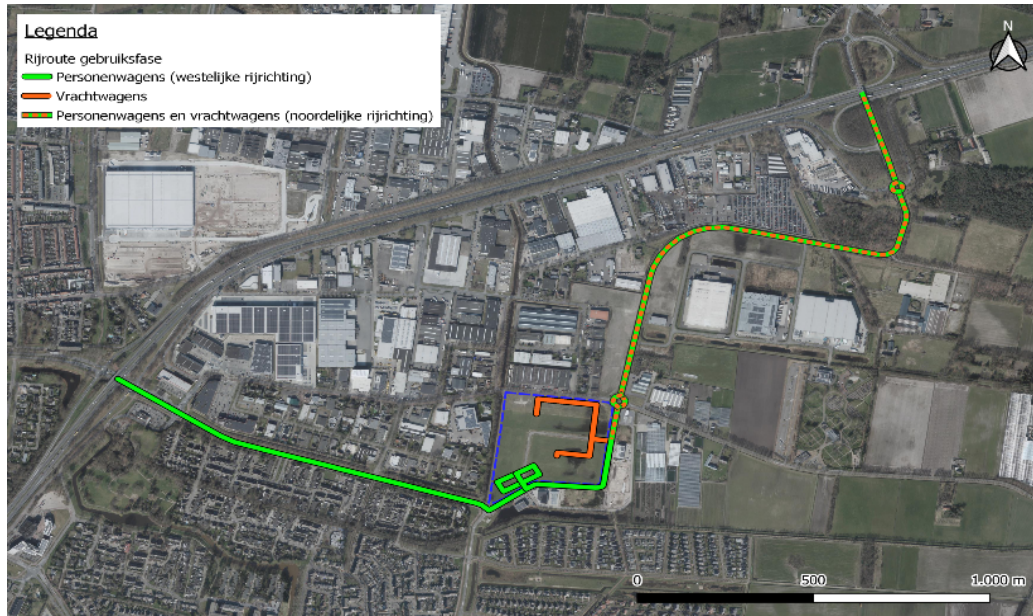 Legenda
Rijroute gebruiksfase
Personenwagens (westelijke rijrichting)
Vrachtwagens
Personenwagens en vrachtwagens (noordelijke rijrichting)
N
0 500 1.000 m